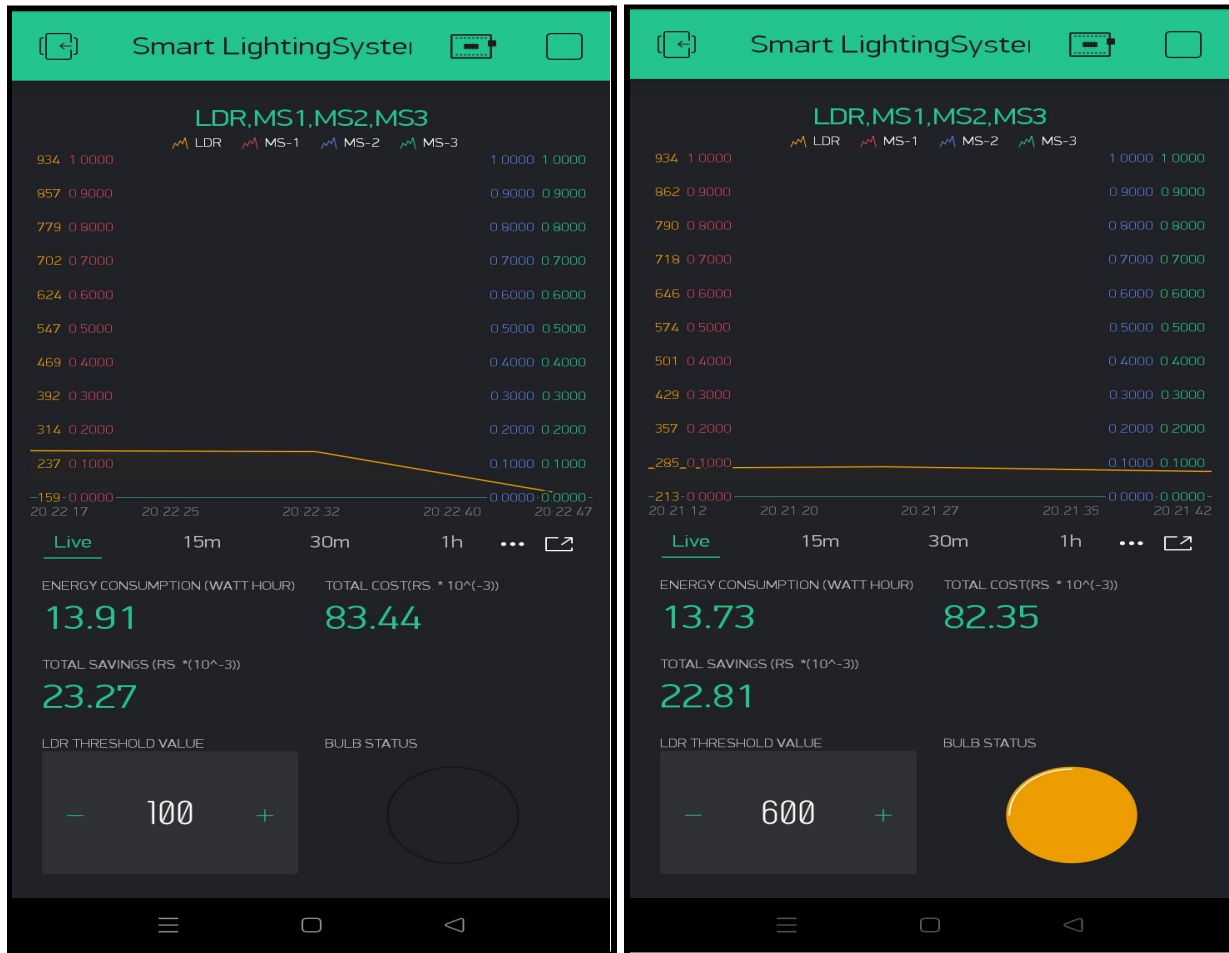 Smart LightingSyster
LDR,MS1,MS2,MS3
LDR MS-1 MS-2 MS-3
934 1.0000 1.0000 1.0000
857 0.9000 0.9000 0.9000
779 0.8000 0.8000 0.8000
702 0.7000 0.7000 0.7000
624 0.6000 0.6000 0.6000
547 0.5000 0.5000 0.5000
469 0.4000 0.4000 0.4000
392 0.3000 0.3000 0.3000
314 0.2000 0.2000 0.2000
237 0.1000 0.1000 0.1000
159 0.0000 0.0000 0.0000
20:22:17 20:22:25 20:22:32 20:22:40 20:22:47
Live 15m 30m 1h
ENERGY CONSUMPTION (WATT HOUR) TOTAL COST(RS. * 10^(-3))
13.91 83.44
TOTAL SAVINGS (RS. *(10^-3))
23.27
LDR THRESHOLD VALUE BULB STATUS
− 100 +
Smart LightingSyster
LDR,MS1,MS2,MS3
LDR MS-1 MS-2 MS-3
934 1.0000 1.0000 1.0000
862 0.9000 0.9000 0.9000
790 0.8000 0.8000 0.8000
718 0.7000 0.7000 0.7000
646 0.6000 0.6000 0.6000
574 0.5000 0.5000 0.5000
501 0.4000 0.4000 0.4000
429 0.3000 0.3000 0.3000
357 0.2000 0.2000 0.2000
285 0.1000 0.1000 0.1000
213 0.0000 0.0000 0.0000
20:21:12 20:21:20 20:21:27 20:21:35 20:21:42
Live 15m 30m 1h
ENERGY CONSUMPTION (WATT HOUR) TOTAL COST(RS. * 10^(-3))
13.73 82.35
TOTAL SAVINGS (RS. *(10^-3))
22.81
LDR THRESHOLD VALUE BULB STATUS
− 600 +